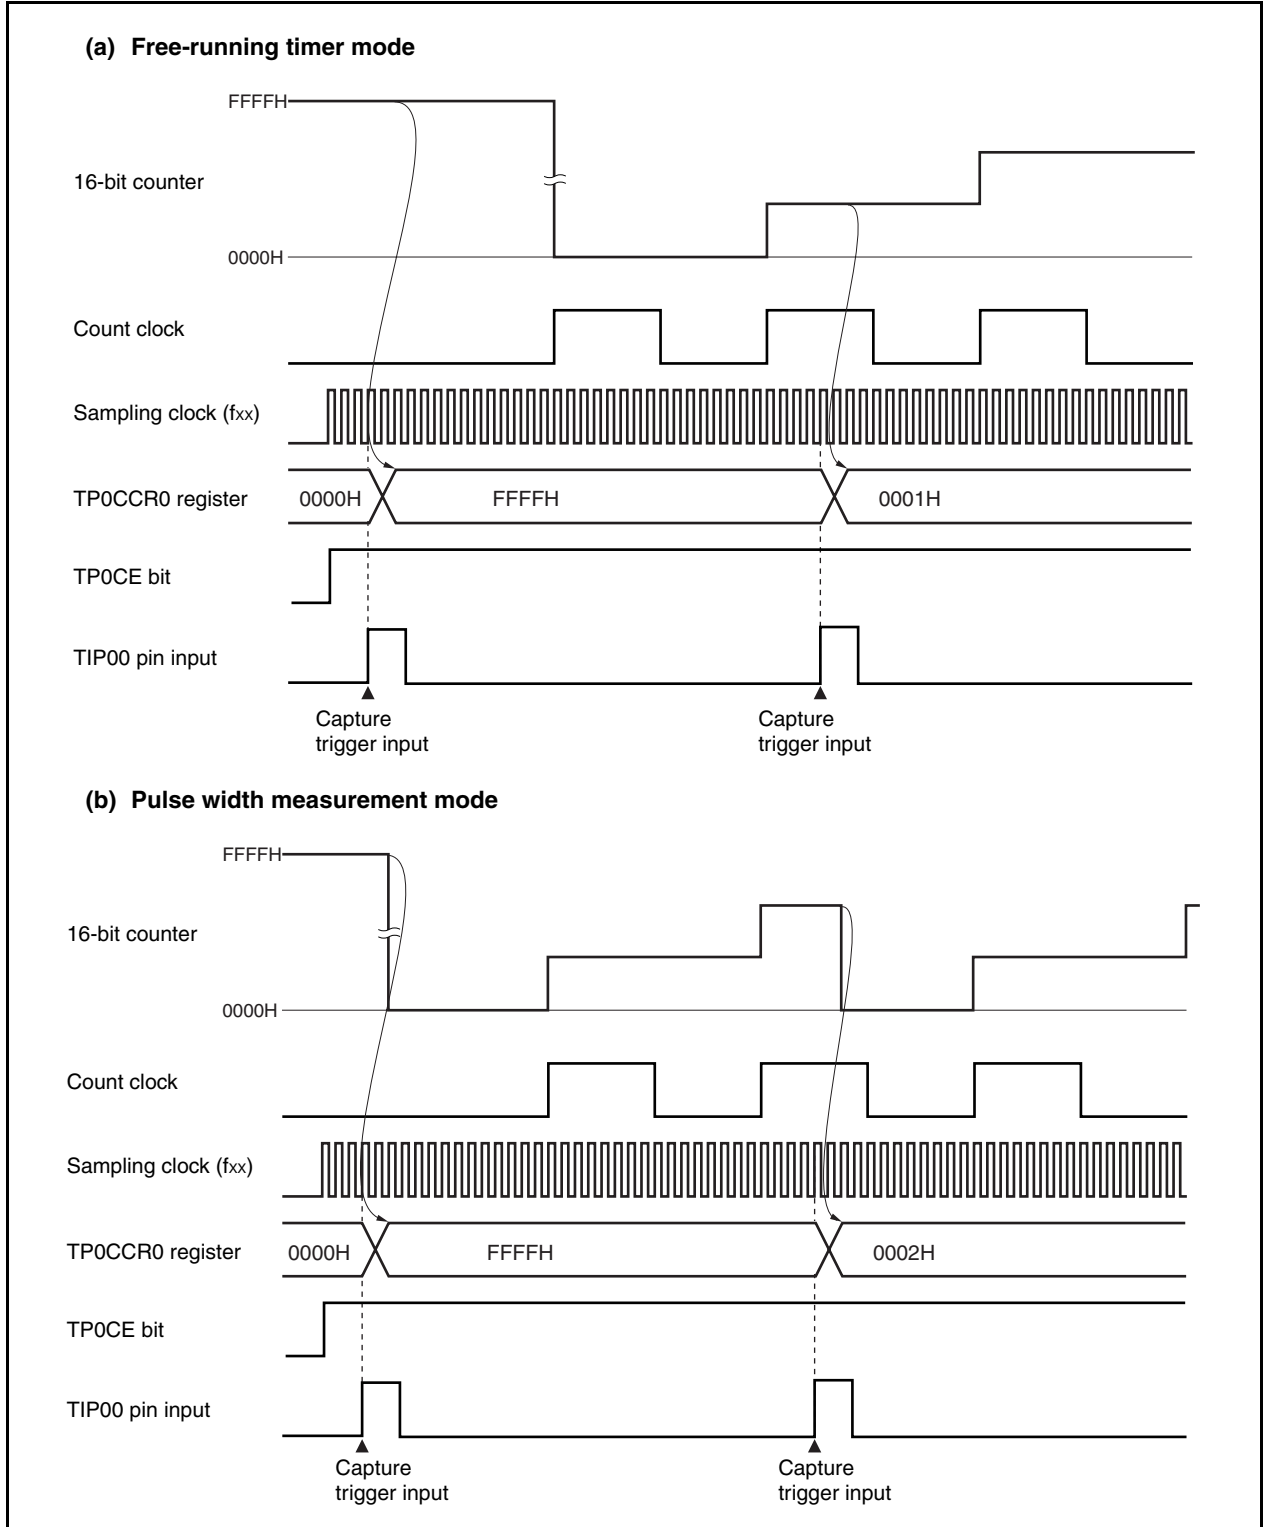 (a) Free-running timer mode
FFFFH
16-bit counter
0000H
Count clock
Sampling clock (fxx)
TP0CCR0 register
0000H
FFFFH
0001H
TP0CE bit
TIP00 pin input
Capture
trigger input
Capture
trigger input
(b) Pulse width measurement mode
FFFFH
16-bit counter
0000H
Count clock
Sampling clock (fxx)
TP0CCR0 register
0000H
FFFFH
0002H
TP0CE bit
TIP00 pin input
Capture
trigger input
Capture
trigger input